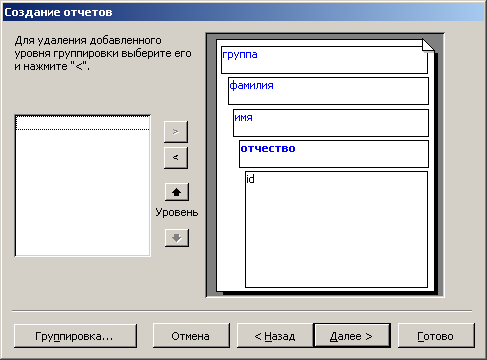 Создание отчетов
Для удаления добавленного
уровня группировки выберите его
и нажмите "<".
>
<
Уровень
группа
фамилия
имя
отчество
id
Группировка...
Отмена
< Назад
Далее >
Готово